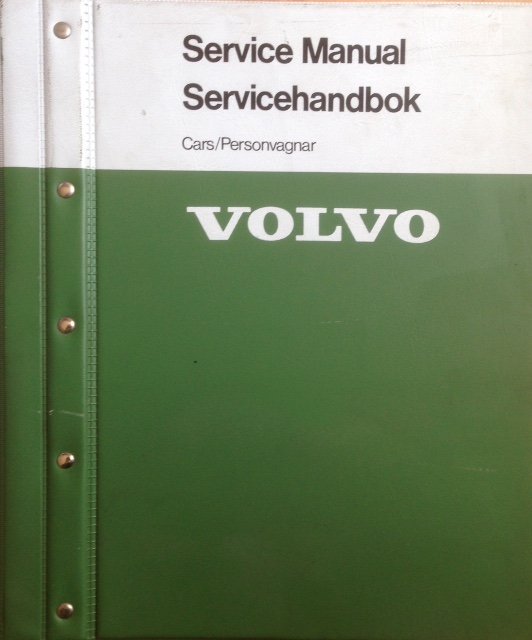 Service Manual
Servicehandbok
Cars/Personvagnar
VOLVO